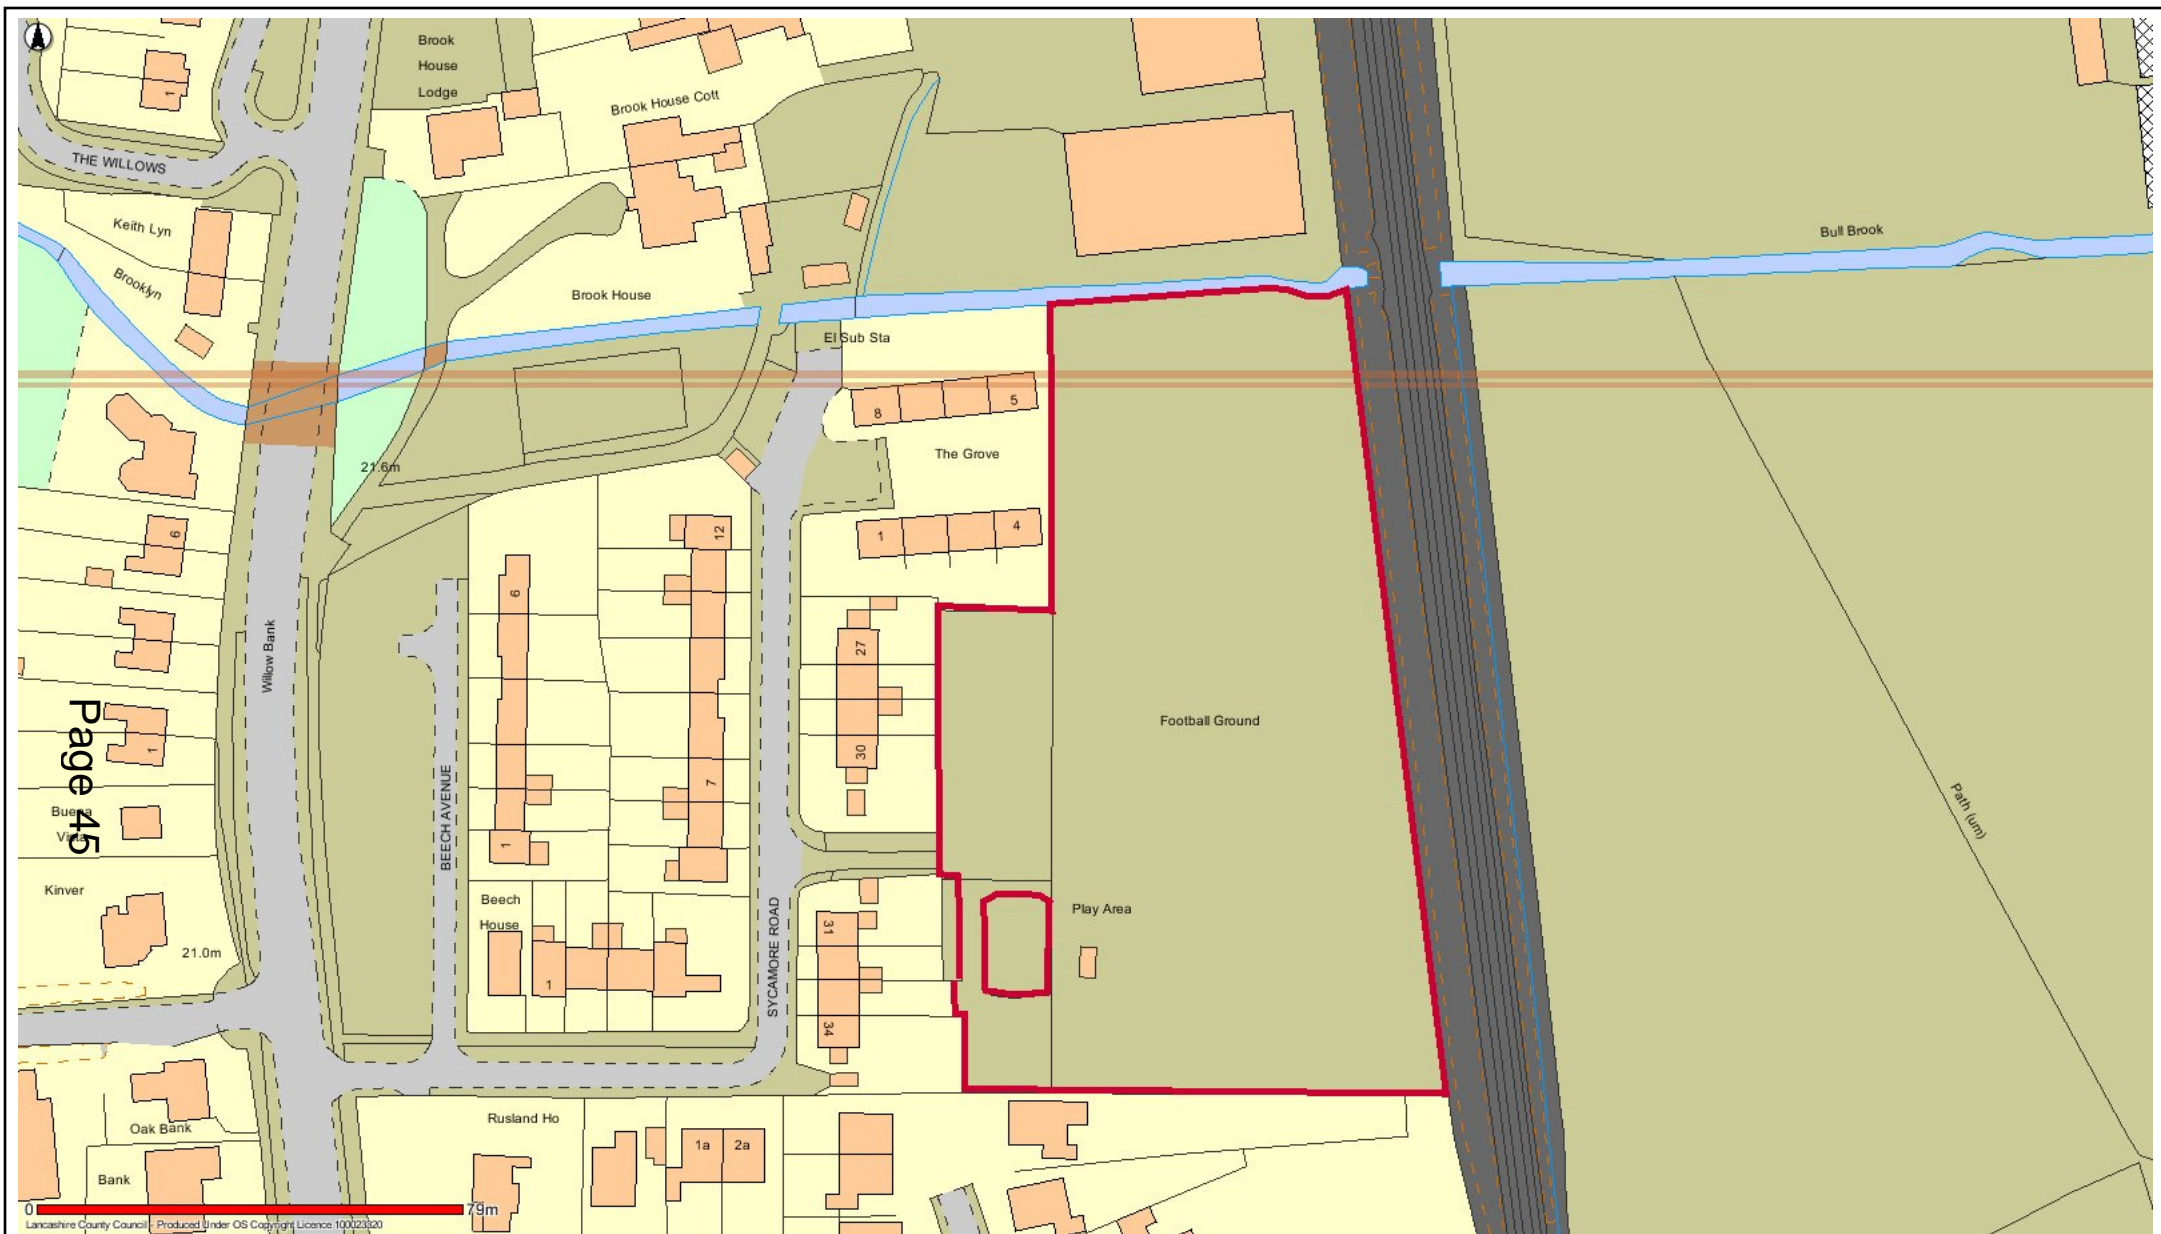 Brook
House
Lodge
Brook House Cott
1
THE WILLOWS
Keith Lyn
Brooklyn
Brook House
Bull Brook
El Sub Sta
8
5
The Grove
21.6m
1
4
12
6
6
27
Willow Bank
30
Football Ground
Page 45
1
7
BEECH AVENUE
1
Buena
Vista
Path (um)
Kinver
Beech
House
Play Area
31
SYCAMORE ROAD
21.0m
1
34
Rusland Ho
Oak Bank
1a
2a
Bank
0
79m
Lancashire County Council - Produced Under OS Copyright Licence 100023320